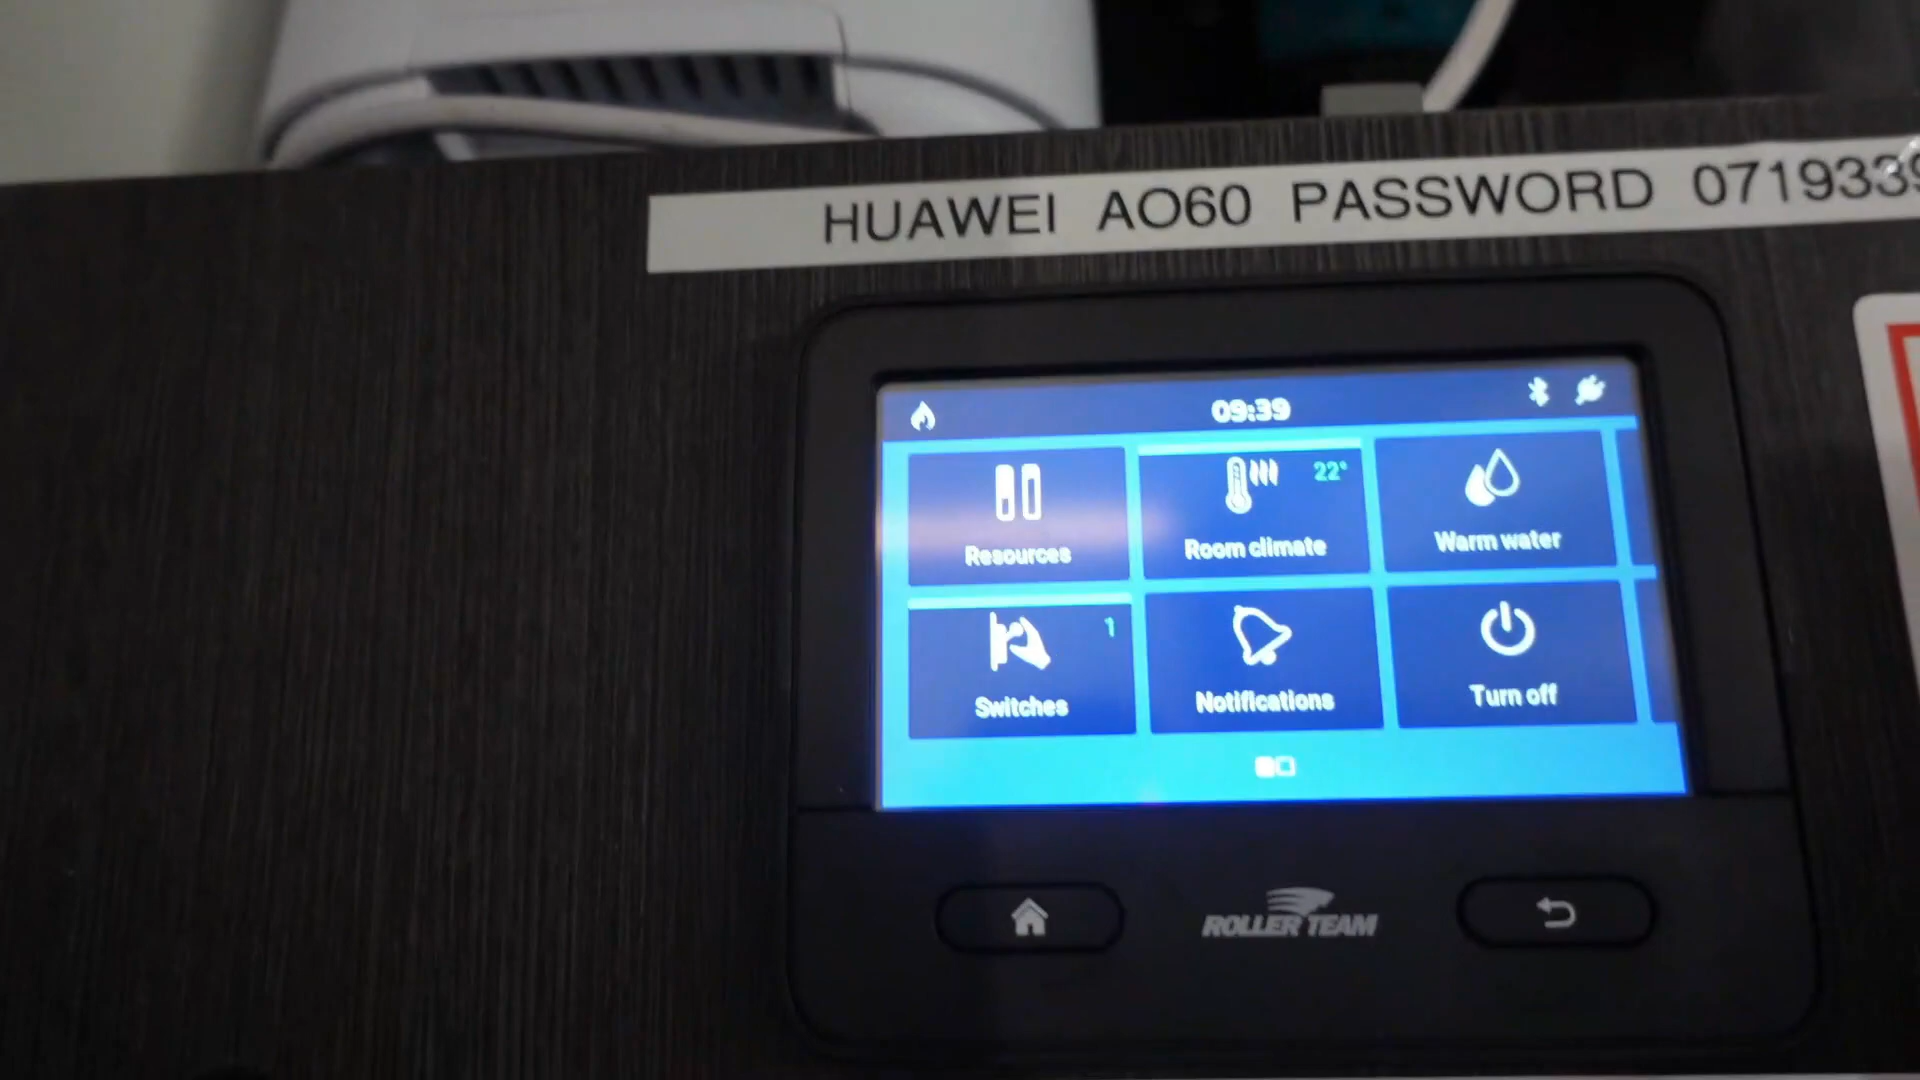 HUAWEI AO60 PASSWORD 0719339
09:39
Resources
22°
Room climate
Warm water
1
Switches
Notifications
Turn off
ROLLER TEAM